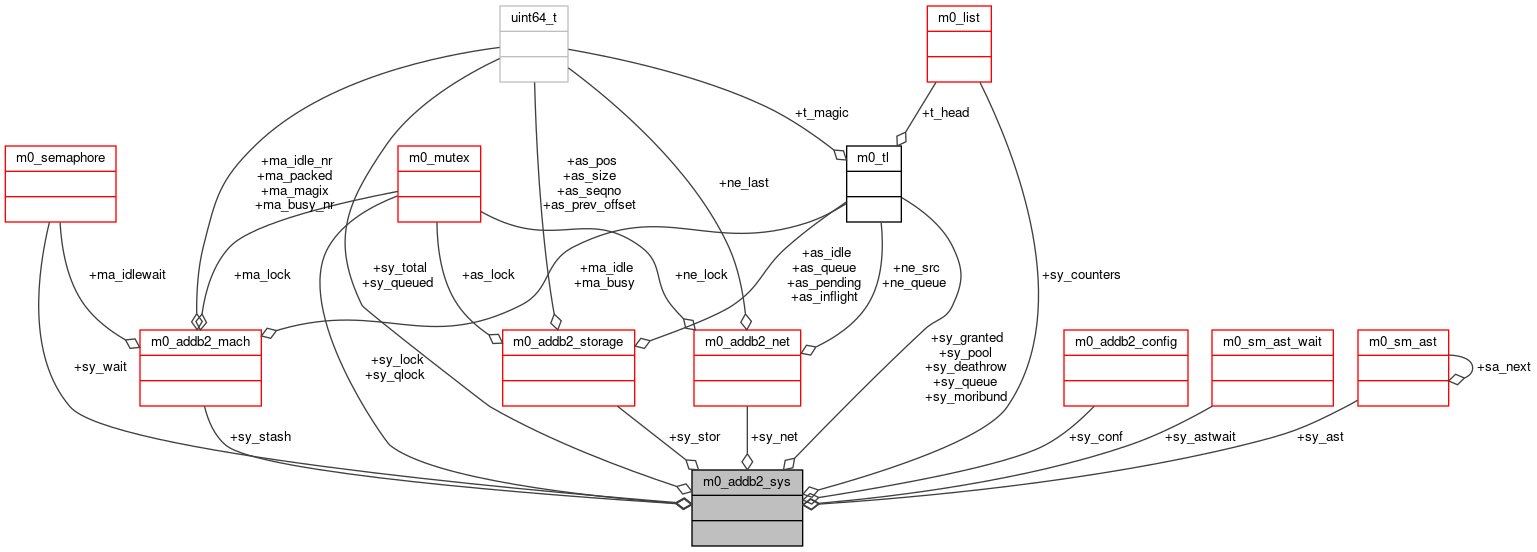 uint64_t
m0_list
+t_magic
+t_head
m0_semaphore
m0_mutex
m0_tl
+ma_idle_nr
+ma_packed
+ma_magix
+ma_busy_nr
+as_pos
+as_size
+as_seqno
+as_prev_offset
+ne_last
+ma_idlewait
+ma_lock
+sy_total
+sy_queued
+as_lock
+ma_idle
+ma_busy
+ne_lock
+as_idle
+as_queue
+as_pending
+as_inflight
+ne_src
+ne_queue
+sy_counters
m0_addb2_mach
m0_addb2_storage
m0_addb2_net
m0_addb2_config
m0_sm_ast_wait
m0_sm_ast
+sy_wait
+sy_lock
+sy_qlock
+sy_granted
+sy_pool
+sy_deathrow
+sy_queue
+sy_moribund
+sa_next
+sy_stash
+sy_stor
+sy_net
+sy_conf
+sy_astwait
+sy_ast
m0_addb2_sys